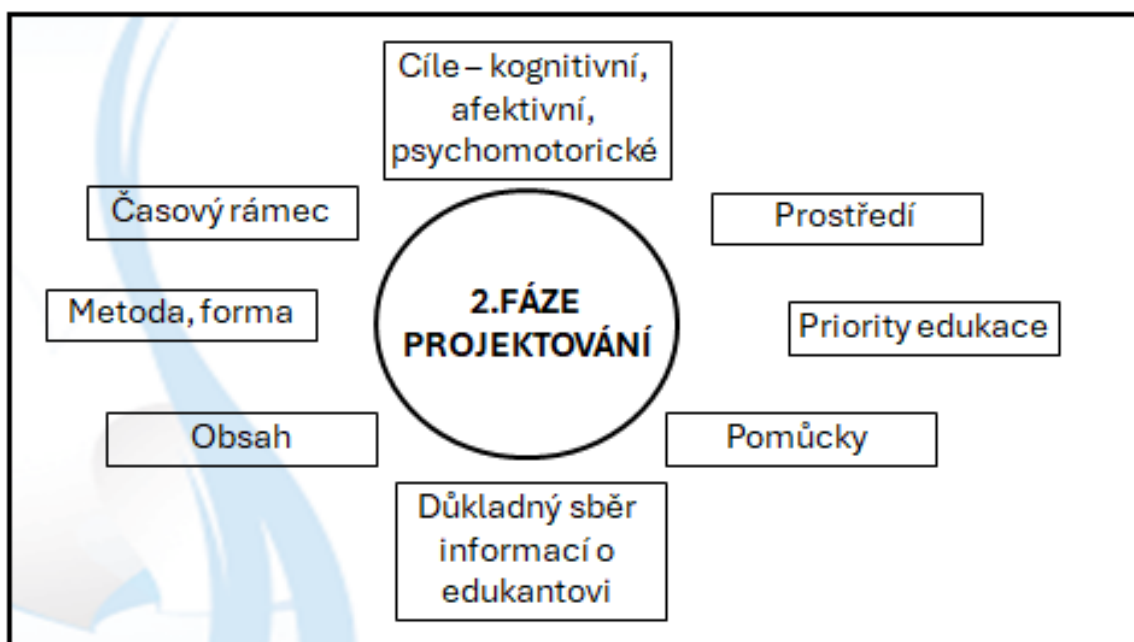 Cíle – kognitivní,
afektivní,
psychomotorické
Časový rámec
Prostředí
Metoda, forma
2.FÁZE
PROJEKTOVÁNÍ
Priority edukace
Obsah
Pomůcky
Důkladný sběr
informací o
edukantovi